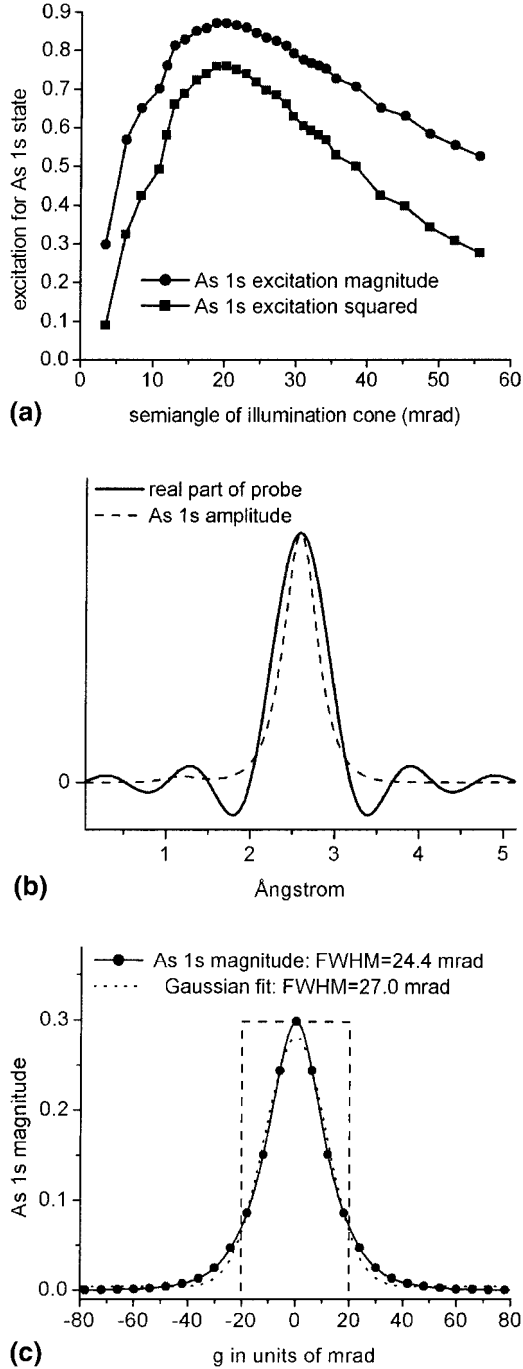 0.9
0.8
0.7
0.6
0.5
0.4
0.3
0.2
0.1
0.0
excitation for As 1s state
As 1s excitation magnitude
As 1s excitation squared
0 10 20 30 40 50 60
(a) semiangle of illumination cone (mrad)
real part of probe
As 1s amplitude
0
1 2 3 4 5
(b) Ångstrom
As 1s magnitude: FWHM=24.4 mrad
Gaussian fit: FWHM=27.0 mrad
0.3
0.2
0.1
0.0
As 1s magnitude
-80 -60 -40 -20 0 20 40 60 80
(c) g in units of mrad